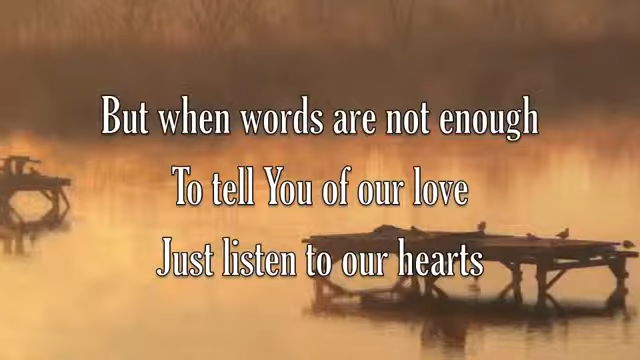 But when words are not enough
To tell You of our love
Just listen to our hearts